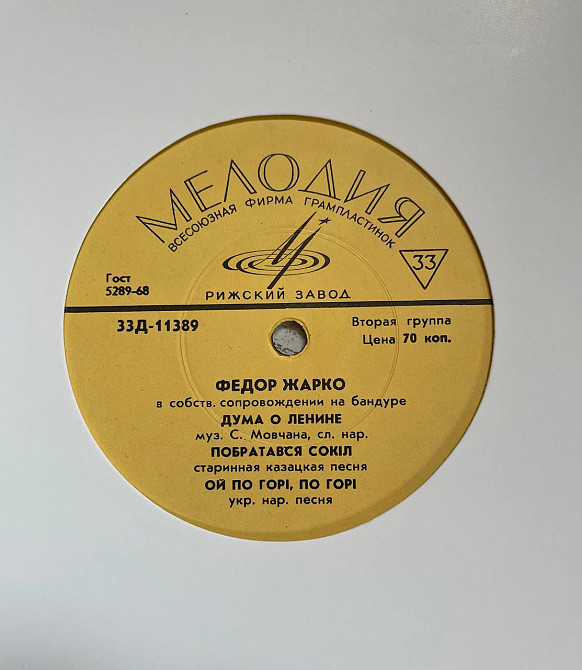 МЕЛОДИЯ
ВСЕСОЮЗНАЯ ФИРМА ГРАМПЛАСТИНОК
33
Гост
5289-68
РИЖСКИЙ ЗАВОД
33Д-11389
Вторая группа
Цена 70 коп.
ФЕДОР ЖАРКО
в собств. сопровождении на бандуре
ДУМА О ЛЕНИНЕ
муз. С. Мовчана, сл. нар.
ПОБРАТАВСЯ СОКІЛ
старинная казацкая песня
ОЙ ПО ГОРІ, ПО ГОРІ
укр. нар. песня